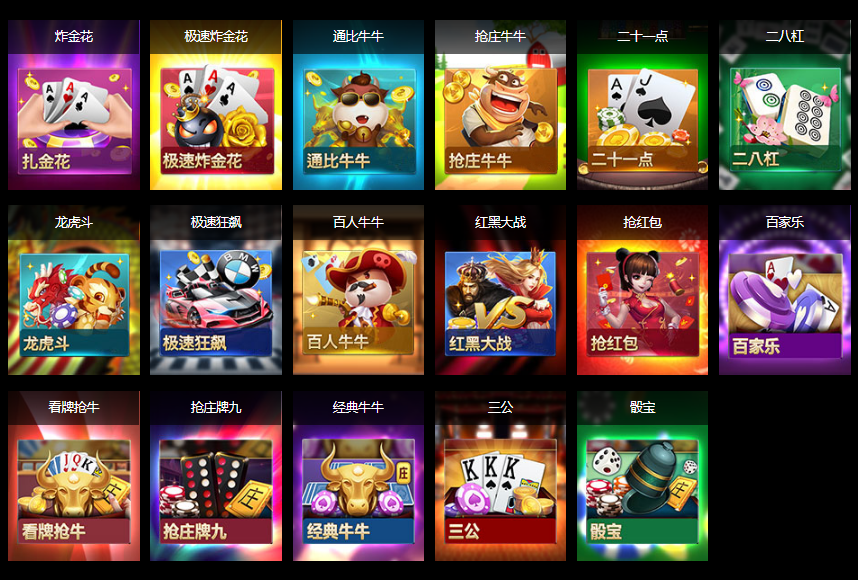 炸金花
极速炸金花
通比牛牛
抢庄牛牛
二十一点
二八杠
扎金花
极速炸金花
通比牛牛
抢庄牛牛
二十一点
二八杠
龙虎斗
极速狂飙
百人牛牛
红黑大战
抢红包
百家乐
BMW
VS
龙虎斗
极速狂飙
百人牛牛
红黑大战
抢红包
百家乐
看牌抢牛
抢庄牌九
经典牛牛
三公
骰宝
看牌抢牛
抢庄牌九
经典牛牛
三公
骰宝